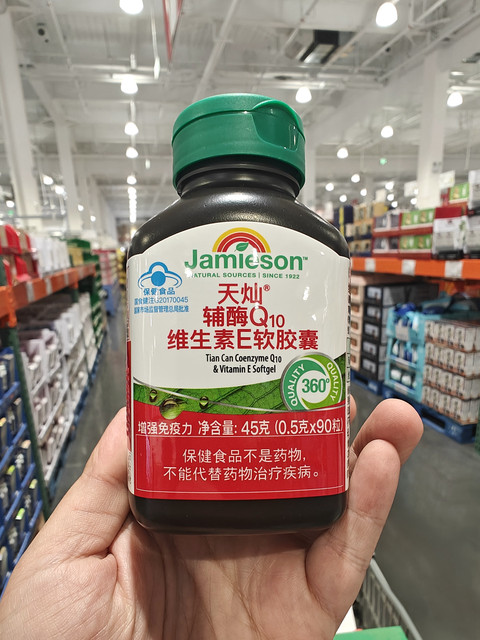 Jamieson™
NATURAL SOURCES | SINCE 1922
保健食品
国食健注J20170045
国家市场监督管理总局批准
天灿®
辅酶Q10
维生素E软胶囊
Tian Can Coenzyme Q10
& Vitamin E Softgel
QUALITY
360°
QUALITY
增强免疫力 净含量: 45克 (0.5克x90粒)
保健食品不是药物,
不能代替药物治疗疾病。